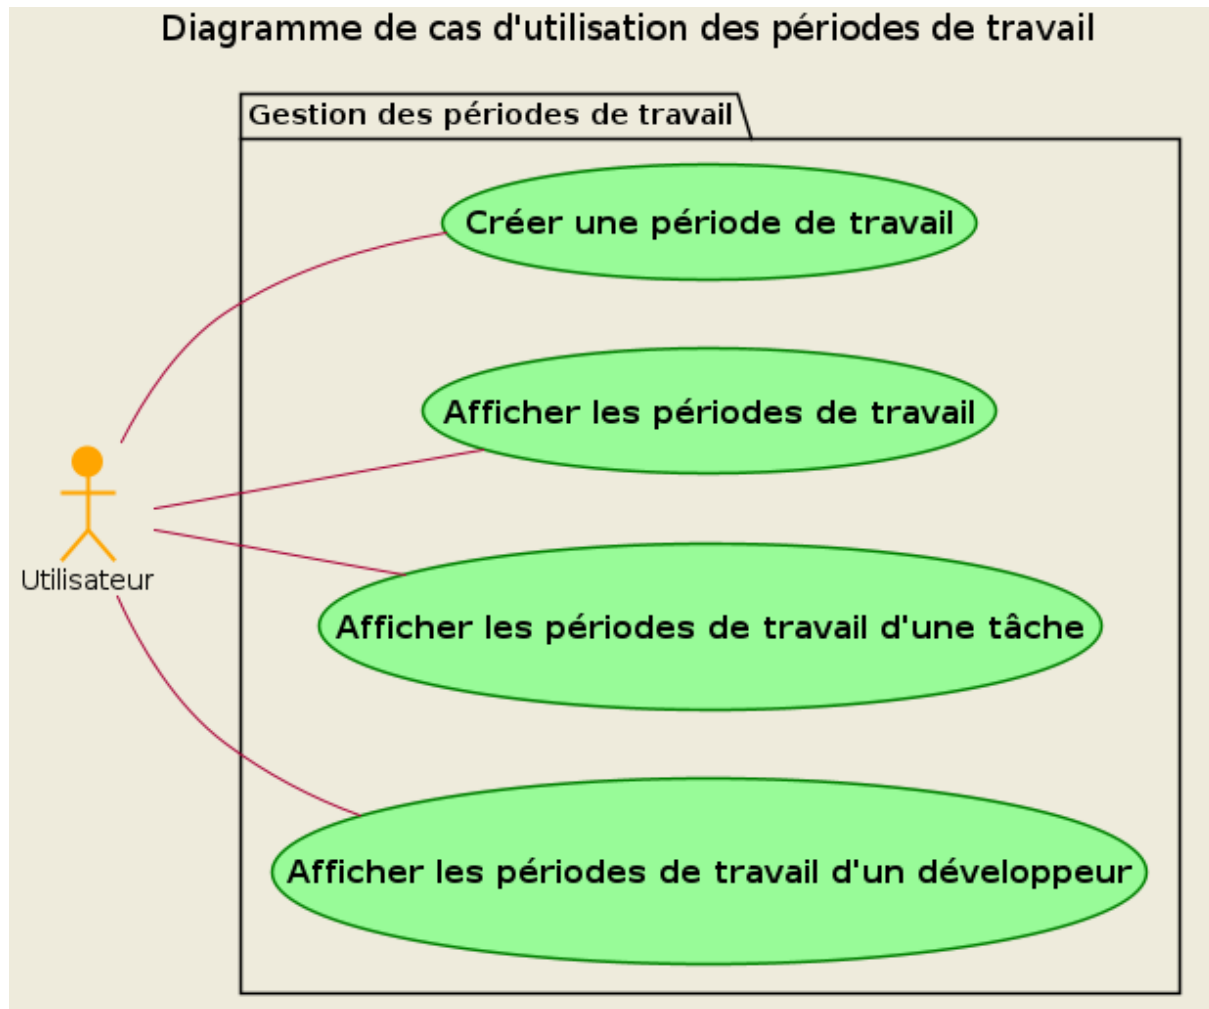 Diagramme de cas d'utilisation des périodes de travail
Gestion des périodes de travail
Créer une période de travail
Afficher les périodes de travail
Utilisateur
Afficher les périodes de travail d'une tâche
Afficher les périodes de travail d'un développeur